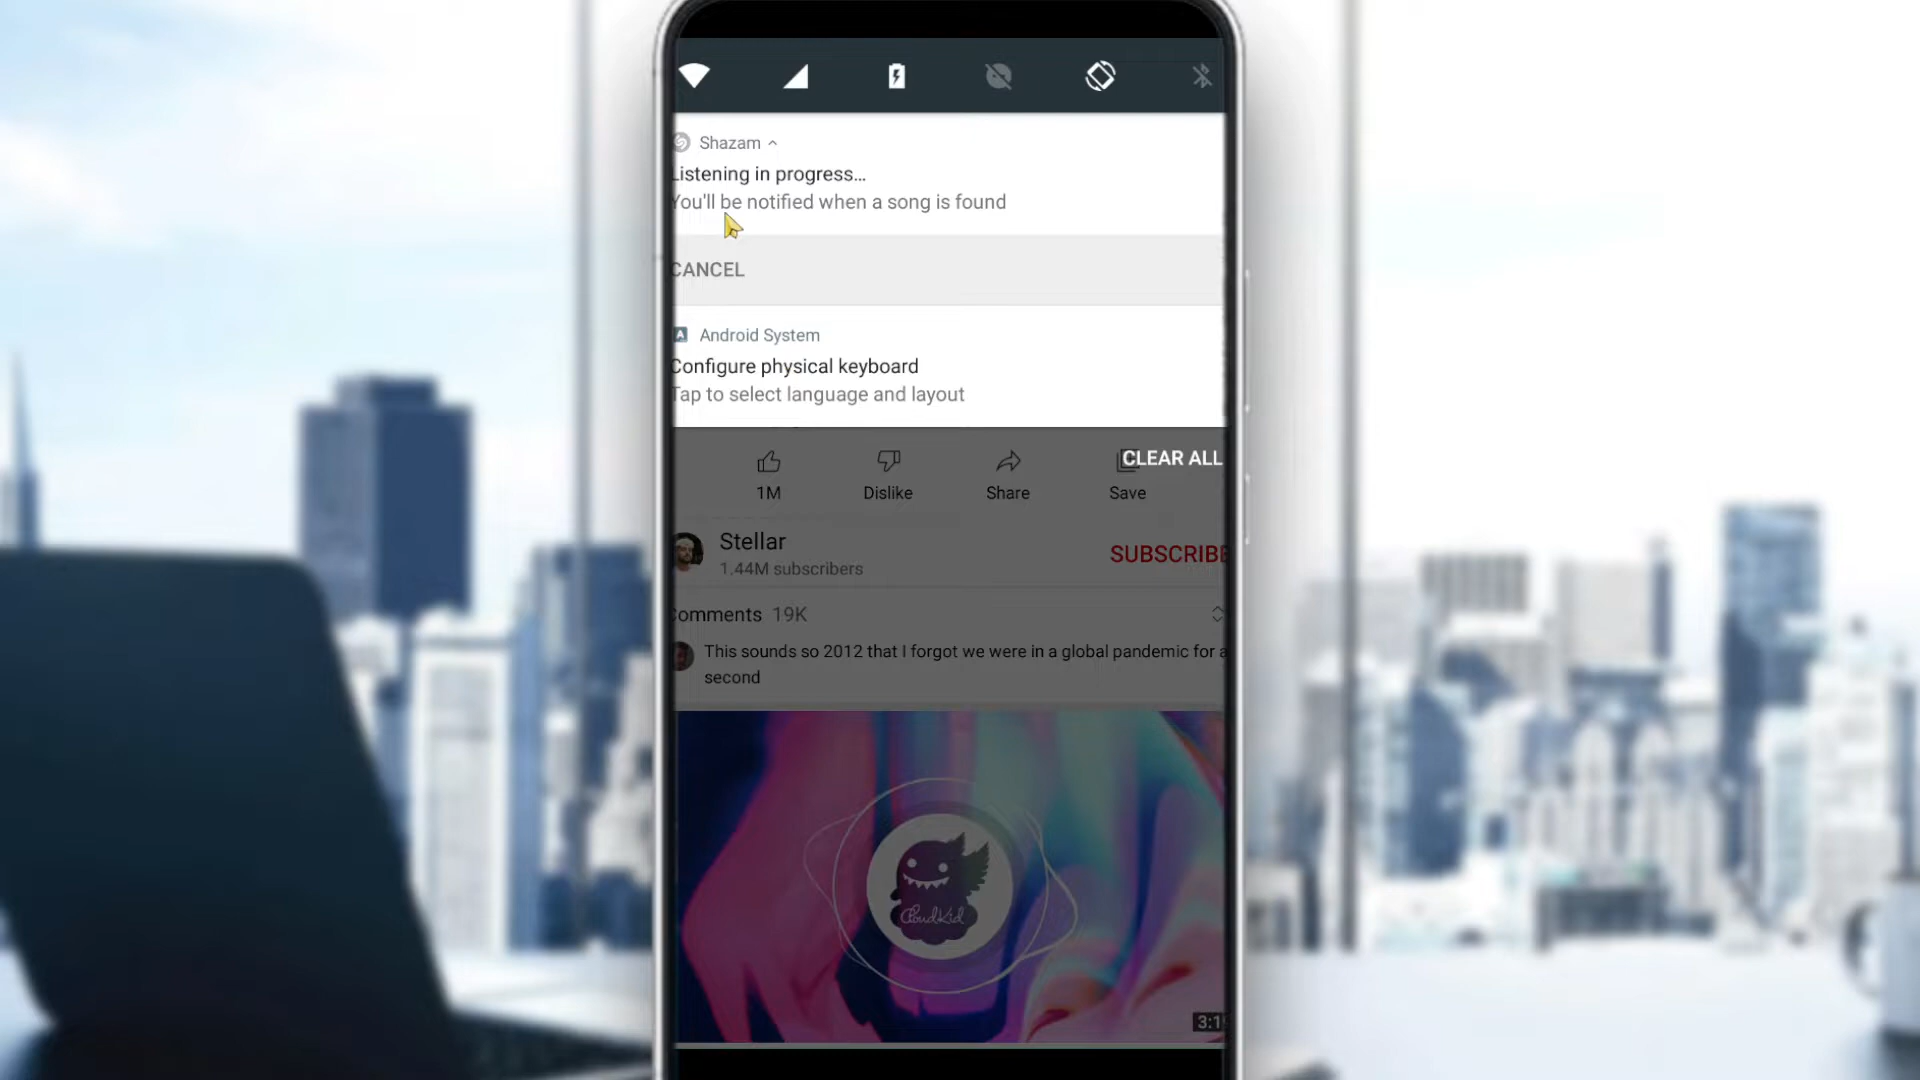 Shazam
Listening in progress...
You'll be notified when a song is found
CANCEL
Android System
Configure physical keyboard
Tap to select language and layout
CLEAR ALL
1M
Dislike
Share
Save
Stellar
1.44M subscribers
SUBSCRIBE
Comments 19K
This sounds so 2012 that I forgot we were in a global pandemic for a
second
CloudKid
3:1